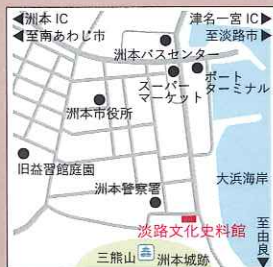 ◀洲本IC
◀至南あわじ市
津名一宮IC▶
至淡路市▶
洲本バスセンター
スーパー
マーケット
ポート
ターミナル
洲本市役所
旧益習館庭園
大浜海岸
洲本警察署
淡路文化史料館
至由良▼
三熊山
洲本城跡